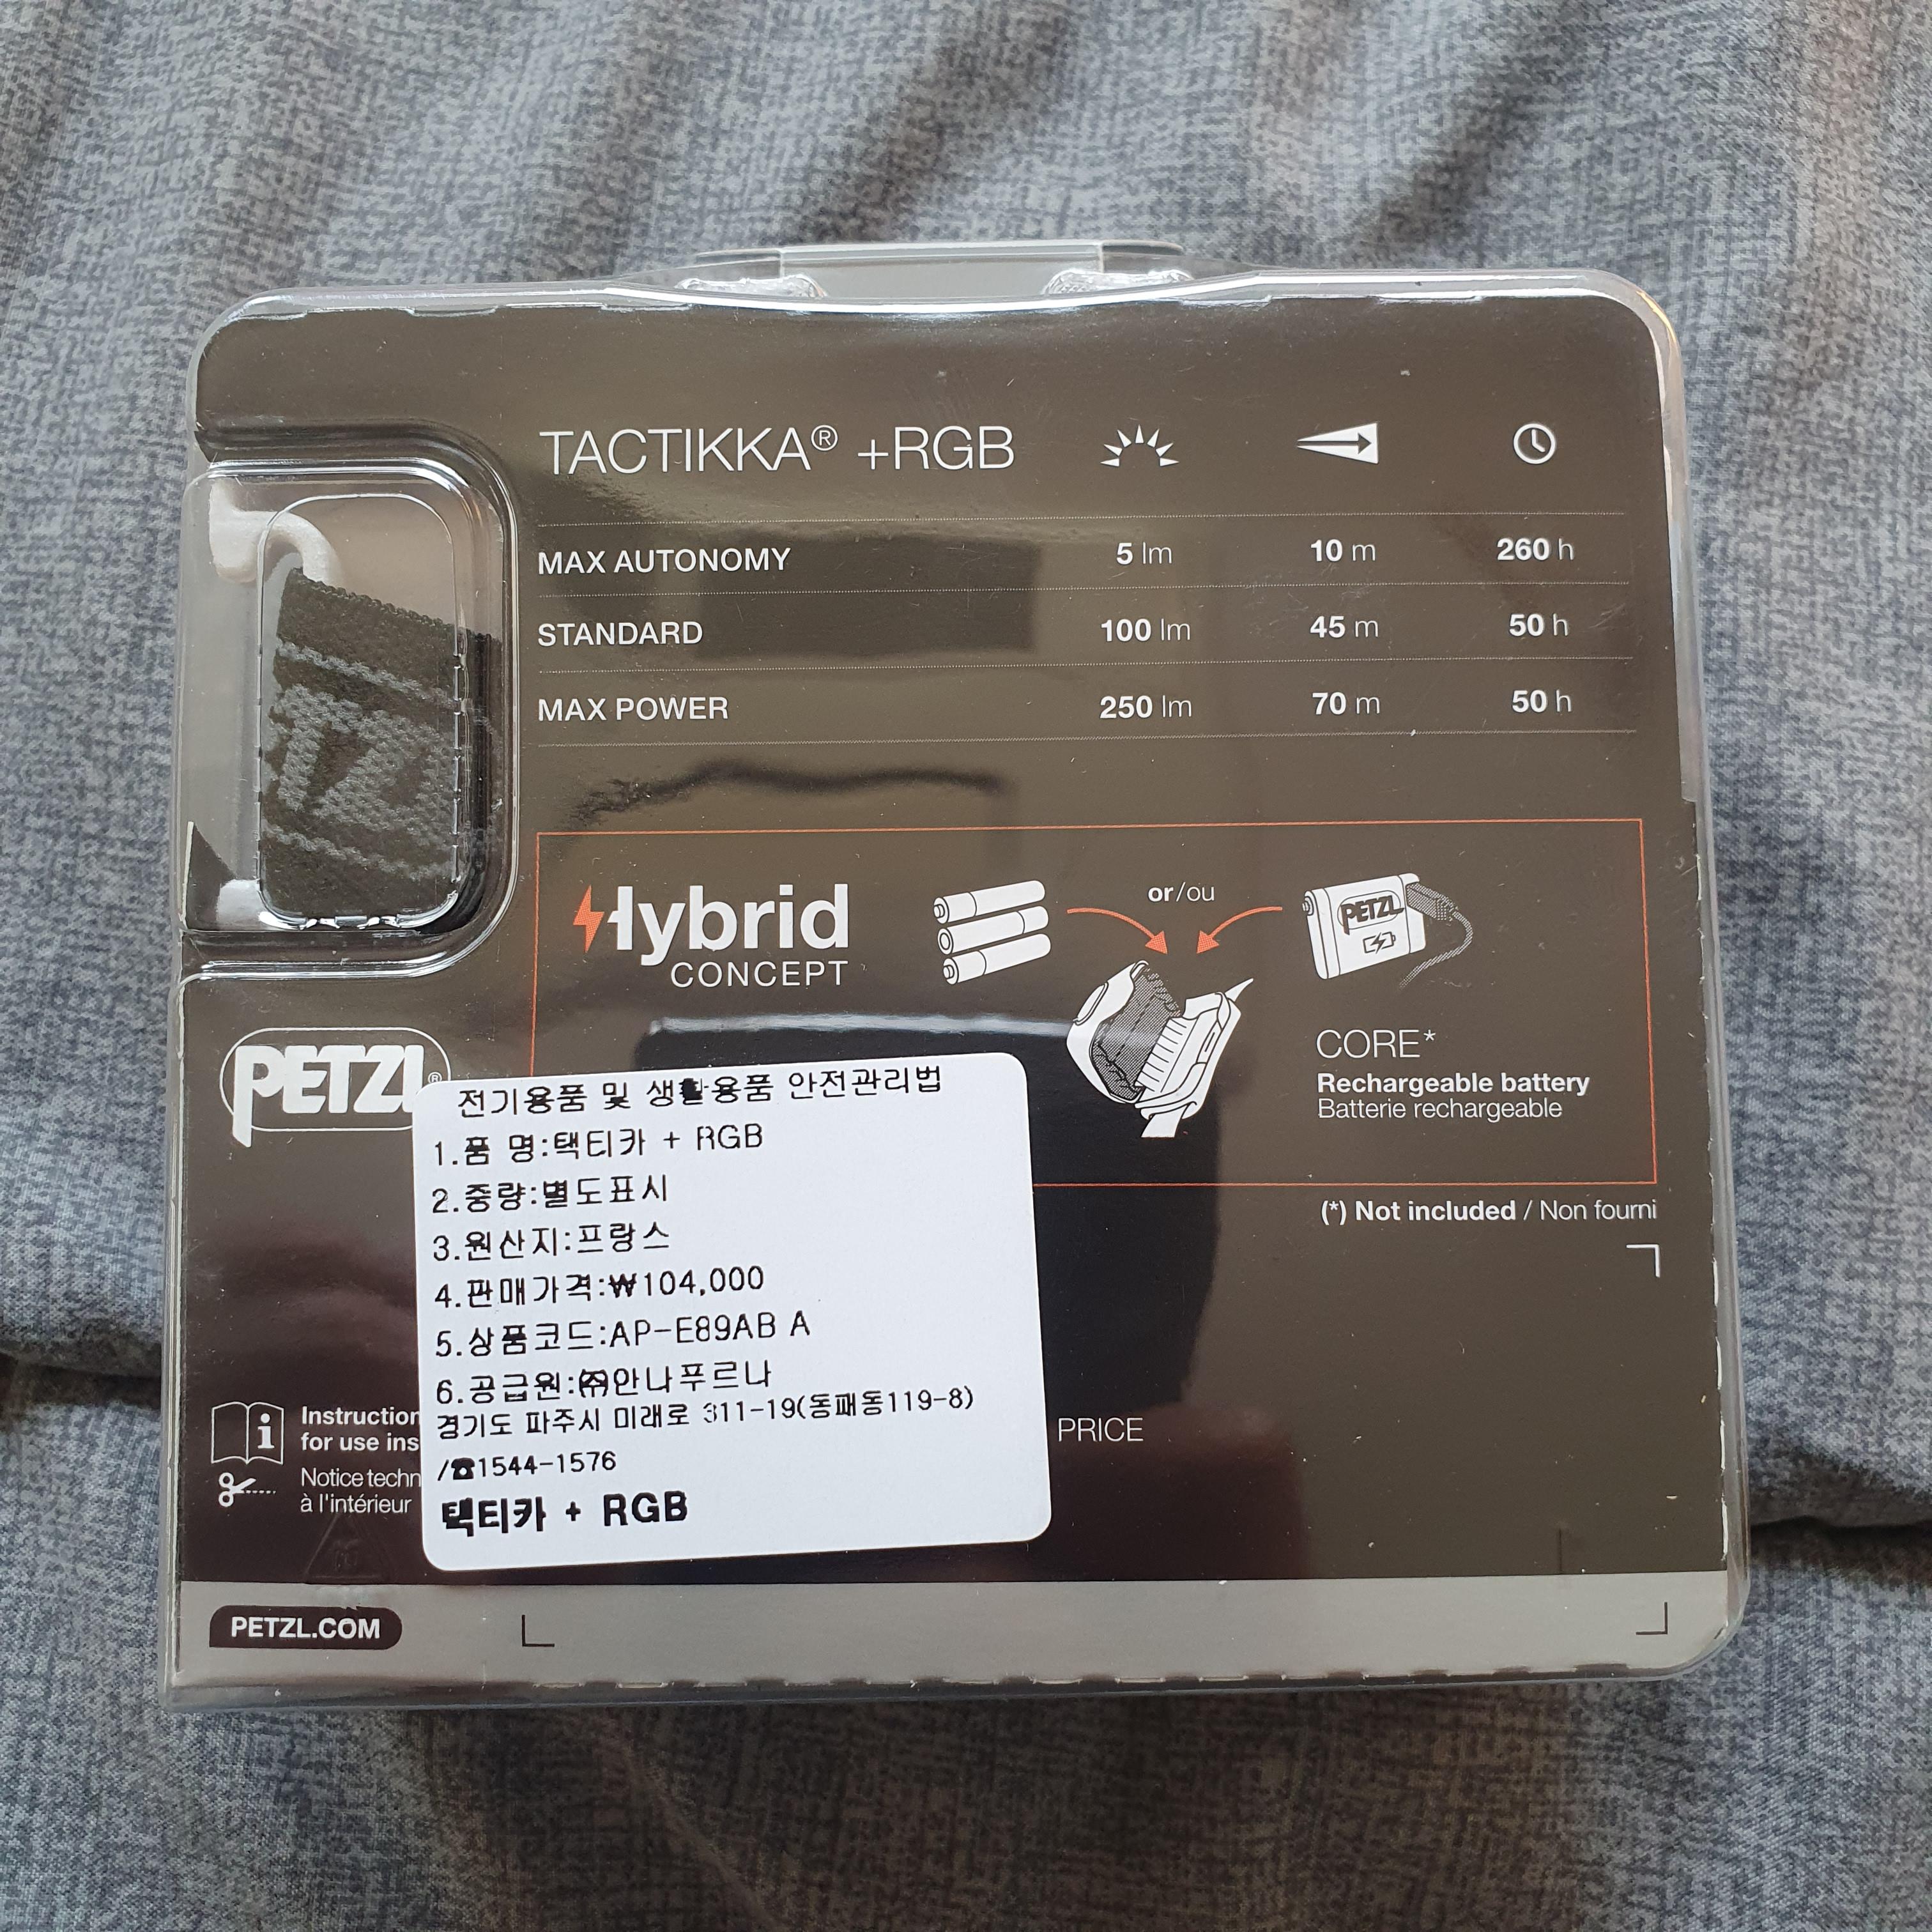 TACTIKKA® +RGB
MAX AUTONOMY 5 lm 10 m 260 h
STANDARD 100 lm 45 m 50 h
MAX POWER 250 lm 70 m 50 h
Hybrid
CONCEPT
or/ou
PETZL
CORE*
Rechargeable battery
Batterie rechargeable
(*) Not included / Non fourni
PETZL®
전기용품 및 생활용품 안전관리법
1.품 명:택티카 + RGB
2.중량:별도표시
3.원산지:프랑스
4.판매가격:₩104,000
5.상품코드:AP-E89AB A
6.공급원:㈜안나푸르나
경기도 파주시 미래로 311-19(동패동119-8)
/☎1544-1576
택티카 + RGB
Instruction
for use ins
Notice techn
à l'intérieur
PRICE
PETZL.COM